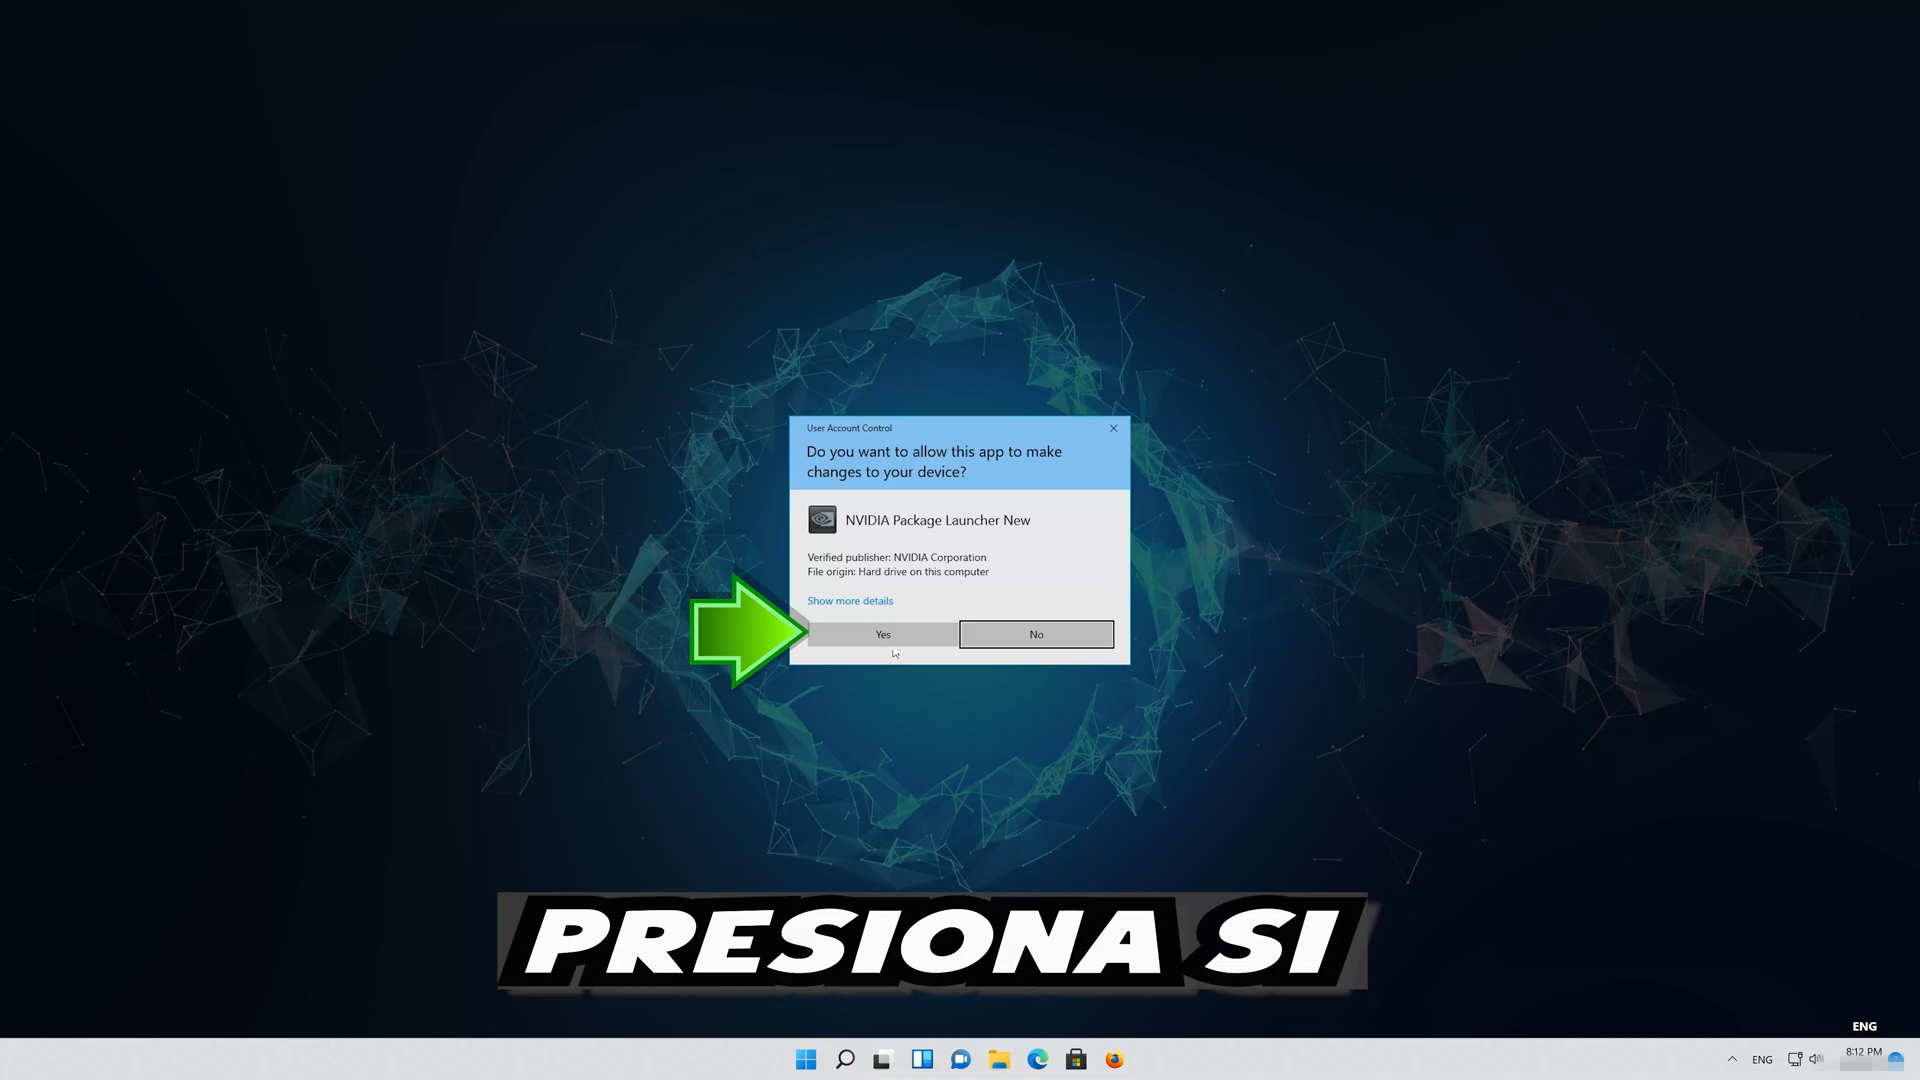 User Account Control
Do you want to allow this app to make
changes to your device?
NVIDIA Package Launcher New
Verified publisher: NVIDIA Corporation
File origin: Hard drive on this computer
Show more details
Yes
No
PRESIONA SI
ENG
ENG
8:12 PM